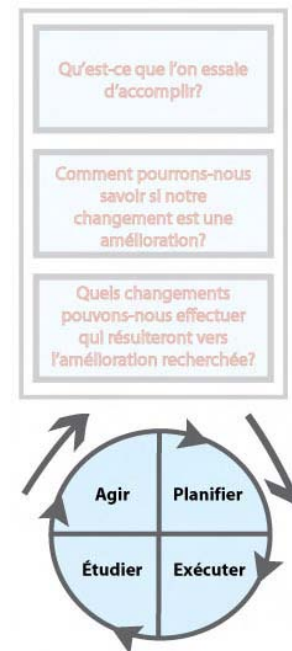 Qu'est-ce que l'on essaie
d'accomplir?
Comment pourrons-nous
savoir si notre
changement est une
amélioration?
Quels changements
pouvons-nous effectuer
qui résulteront vers
l'amélioration recherchée?
Agir
Planifier
Étudier
Exécuter